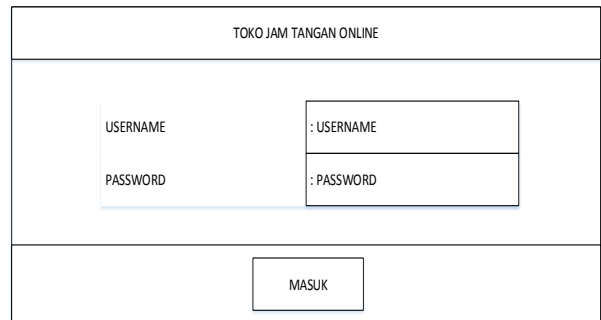 TOKO JAM TANGAN ONLINE
USERNAME : USERNAME
PASSWORD : PASSWORD
MASUK